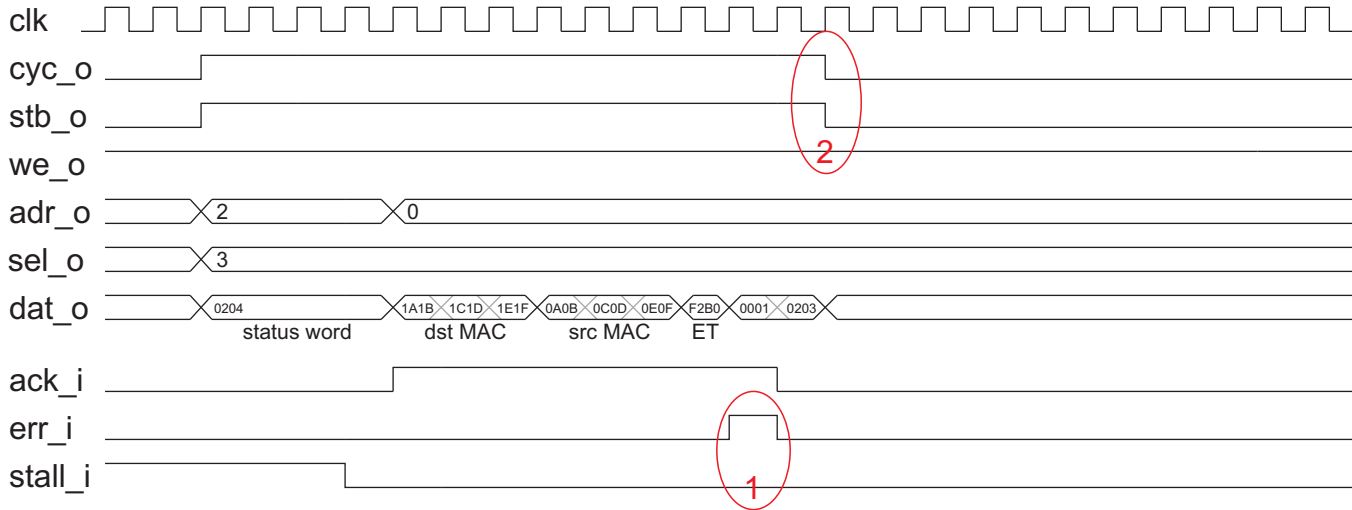 clk
cyc_o
stb_o
2
we_o
adr_o 2 0
sel_o 3
dat_o 0204 1A1B 1C1D 1E1F 0A0B 0C0D 0E0F F2B0 0001 0203
status word dst MAC src MAC ET
ack_i
err_i
stall_i
1